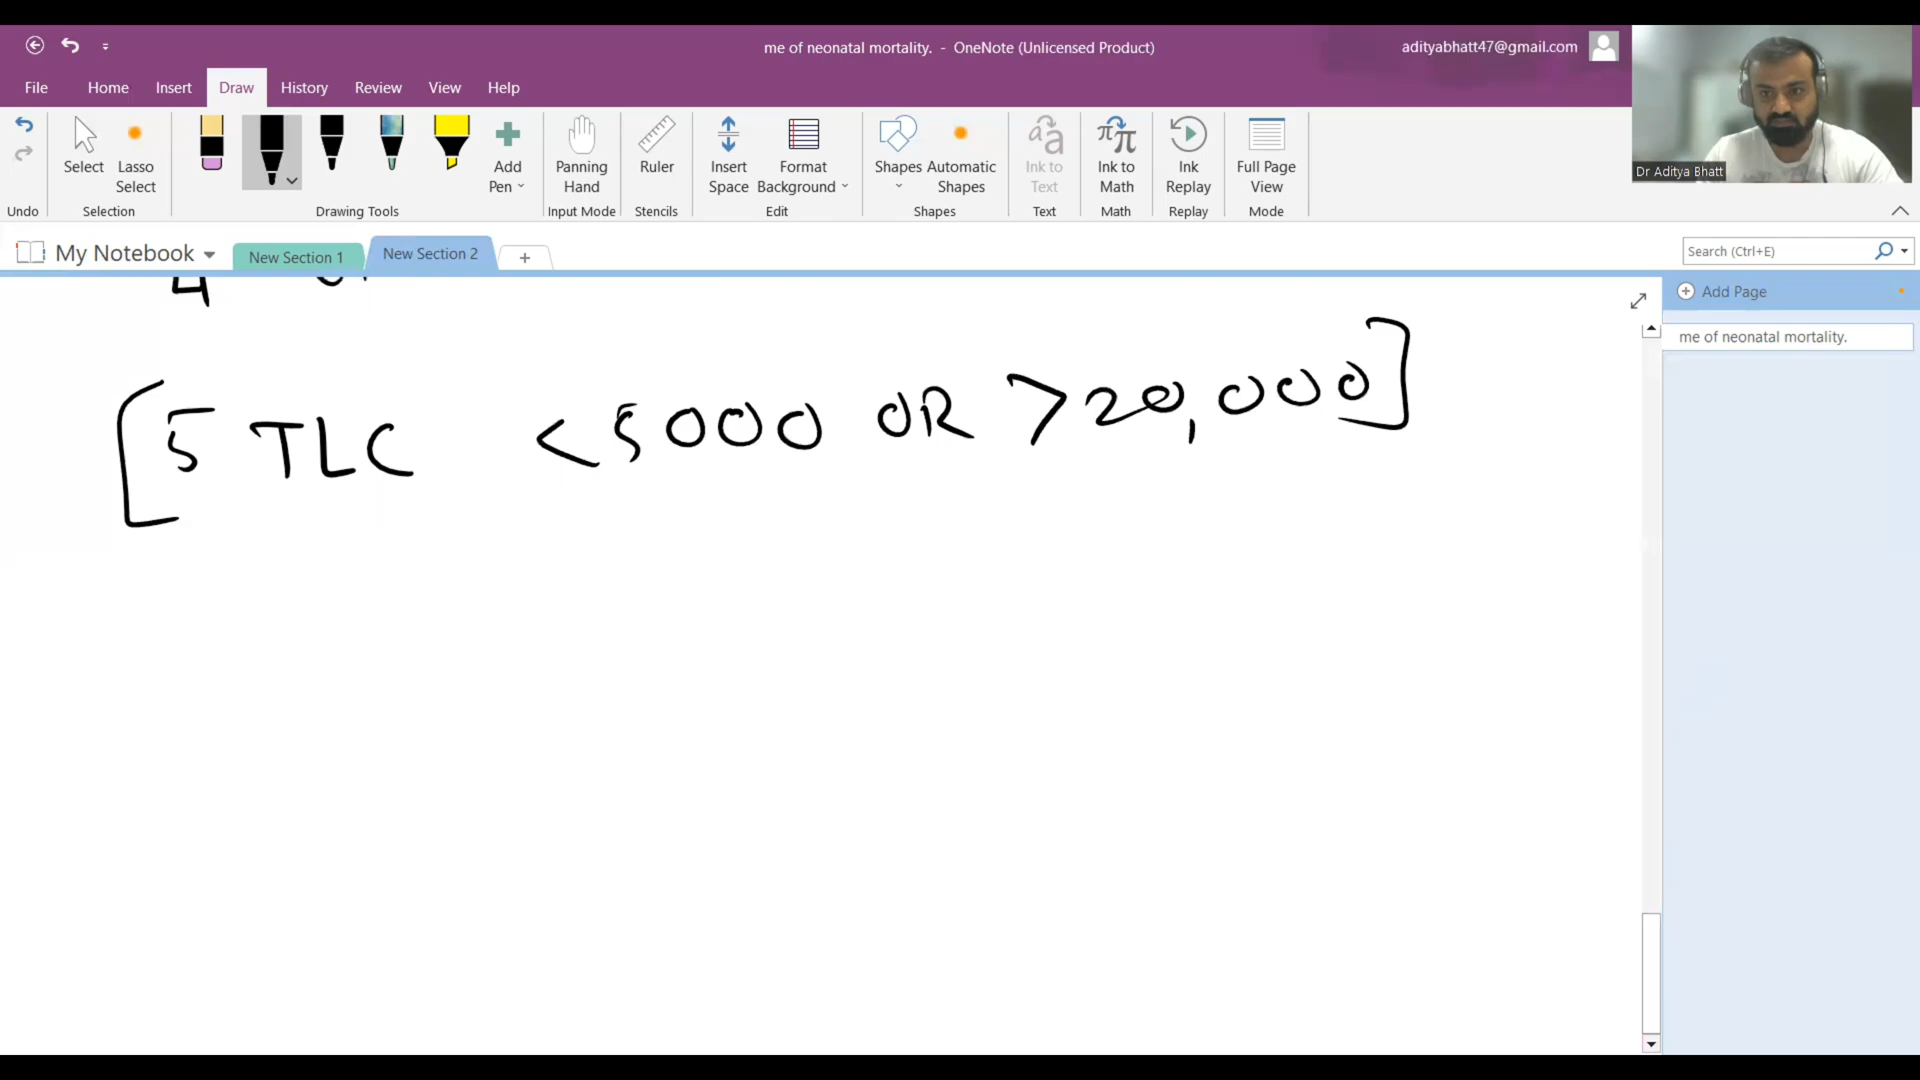 me of neonatal mortality. - OneNote (Unlicensed Product)
adityabhatt47@gmail.com
File Home Insert Draw History Review View Help
Select
Lasso Select
Add Pen
Panning Hand
Ruler
Insert Space
Format Background
Shapes
Automatic Shapes
Ink to Text
Ink to Math
Ink Replay
Full Page View
Undo Selection Drawing Tools Input Mode Stencils Edit Shapes Text Math Replay Mode
Dr Aditya Bhatt
My Notebook New Section 1 New Section 2
Search (Ctrl+E)
Add Page
me of neonatal mortality.
4
[5 TLC <5000 OR >20,000]